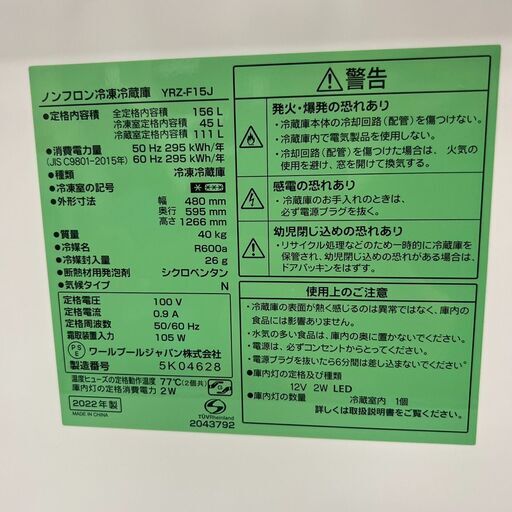 ノンフロン冷凍冷蔵庫 YRZ-F15J
●定格内容積 全定格内容積 156 L
冷凍室定格内容積 45 L
冷蔵室定格内容積 111 L
●消費電力量 50 Hz 295 kWh/年
(JIS C9801-2015年) 60 Hz 295 kWh/年
●種類 冷凍冷蔵庫
●冷凍室の記号
●外形寸法 幅 480 mm
奥行 595 mm
高さ 1266 mm
●質量 40 kg
●冷媒名 R600a
●冷媒封入量 26 g
●断熱材用発泡剤 シクロペンタン
●気候タイプ N
定格電圧 100 V
定格電流 0.9 A
定格周波数 50/60 Hz
霜取装置入力 105 W
PSE ワールプールジャパン株式会社
製造番号 5K04628
温度ヒューズの定格動作温度 77℃(2個共)
庫内灯の定格消費電力 2W
2022年製
MADE IN CHINA
TÜVRheinland
2043792
警告
発火・爆発の恐れあり
・冷蔵庫本体の冷却回路(配管)を傷つけない。
・冷蔵庫内で電気製品を使用しない。
・冷却回路(配管)を傷つけた場合は、火気の
使用を避け、窓を開けて換気する。
感電の恐れあり
・冷蔵庫のお手入れのときは、
必ず電源プラグを抜く。
幼児閉じ込めの恐れあり
・リサイクル処理などのため一時的に冷蔵庫を
保管され、幼児閉じ込めの恐れがある場合は、
ドアパッキンをはずす。
使用上のご注意
・冷蔵庫の表面が熱く感じるのは異常ではなく、庫内の
食品には影響ありません。
・水気の多い食品は、庫内の奥に置かないでください。
・電源は、必ずコンセントからとってください。
・電源プラグを抜いたら6分間は差し込まないでください。
●庫内灯の定格及び種類
12V 2W LED
●庫内灯の数量 冷蔵室内 1個
詳しくは取扱説明書をご覧ください。